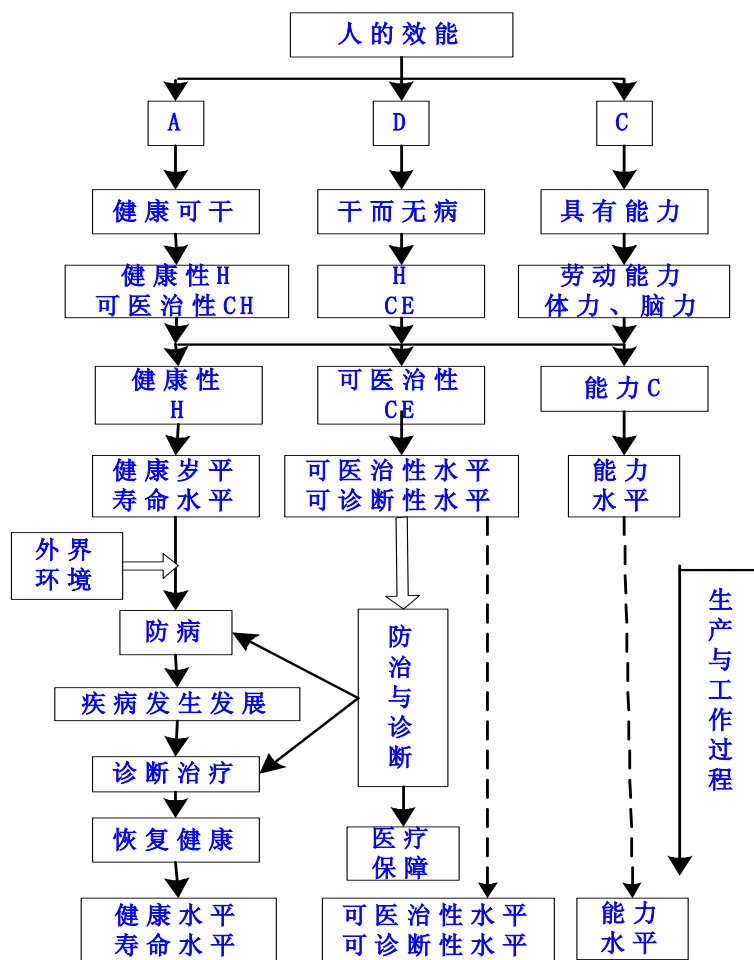 人的效能
A
D
C
健康可干
干而无病
具有能力
健康性H
可医治性CH
H
CE
劳动能力
体力、脑力
健康性
H
可医治性
CE
能力C
健康岁平
寿命水平
可医治性水平
可诊断性水平
能力
水平
外界
环境
防病
疾病发生发展
诊断治疗
恢复健康
健康水平
寿命水平
防治与诊断
医疗
保障
可医治性水平
可诊断性水平
能力
水平
生产与工作过程